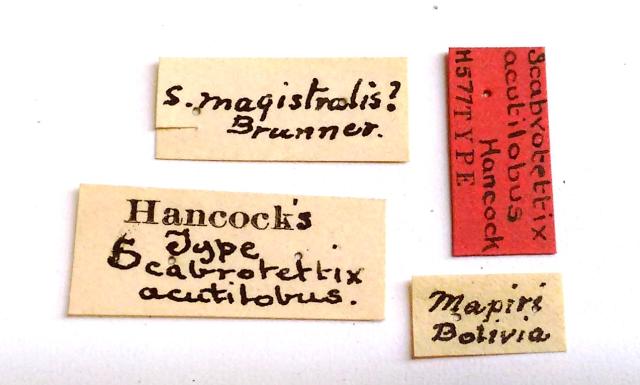 S. magistralis?
Brunner.
Hancock's
Type
Scabrotettix
acutilobus.
Scabrotettix
acutilobus
Hancock
H577TYPE
Mapiri
Bolivia